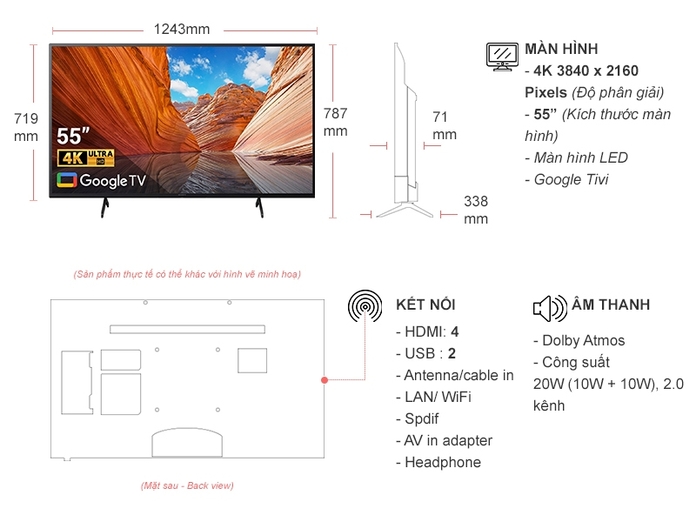 1243mm
719
mm
787
mm
55”
4K ULTRA HD
Google TV
71
mm
338
mm
MÀN HÌNH
- 4K 3840 x 2160
Pixels (Độ phân giải)
- 55” (Kích thước màn
hình)
- Màn hình LED
- Google Tivi
(Sản phẩm thực tế có thể khác với hình vẽ minh hoạ)
KẾT NỐI
- HDMI: 4
- USB : 2
- Antenna/cable in
- LAN/ WiFi
- Spdif
- AV in adapter
- Headphone
ÂM THANH
- Dolby Atmos
- Công suất
20W (10W + 10W), 2.0
kênh
(Mặt sau - Back view)